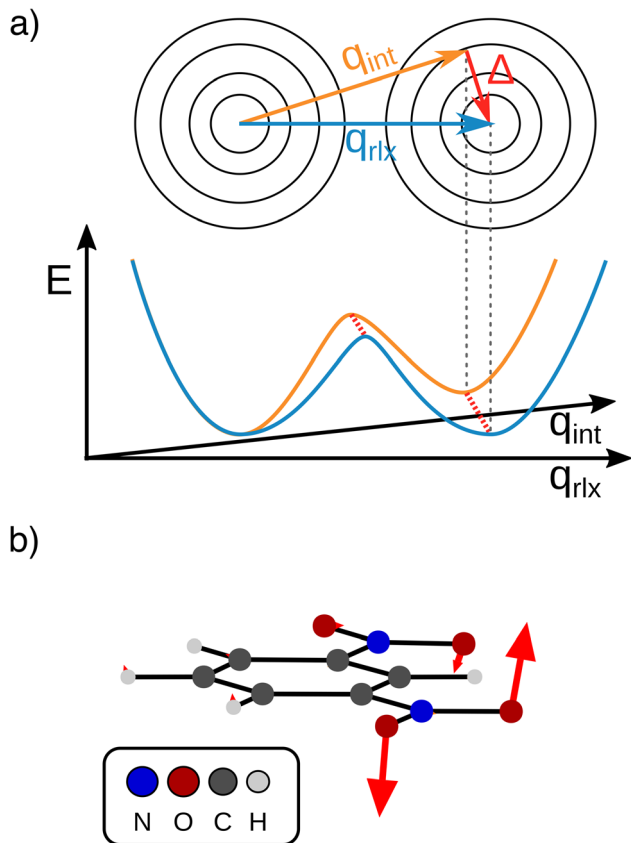 a)
q_int
Δ
q_rlx
E
q_int
q_rlx
b)
N O C H